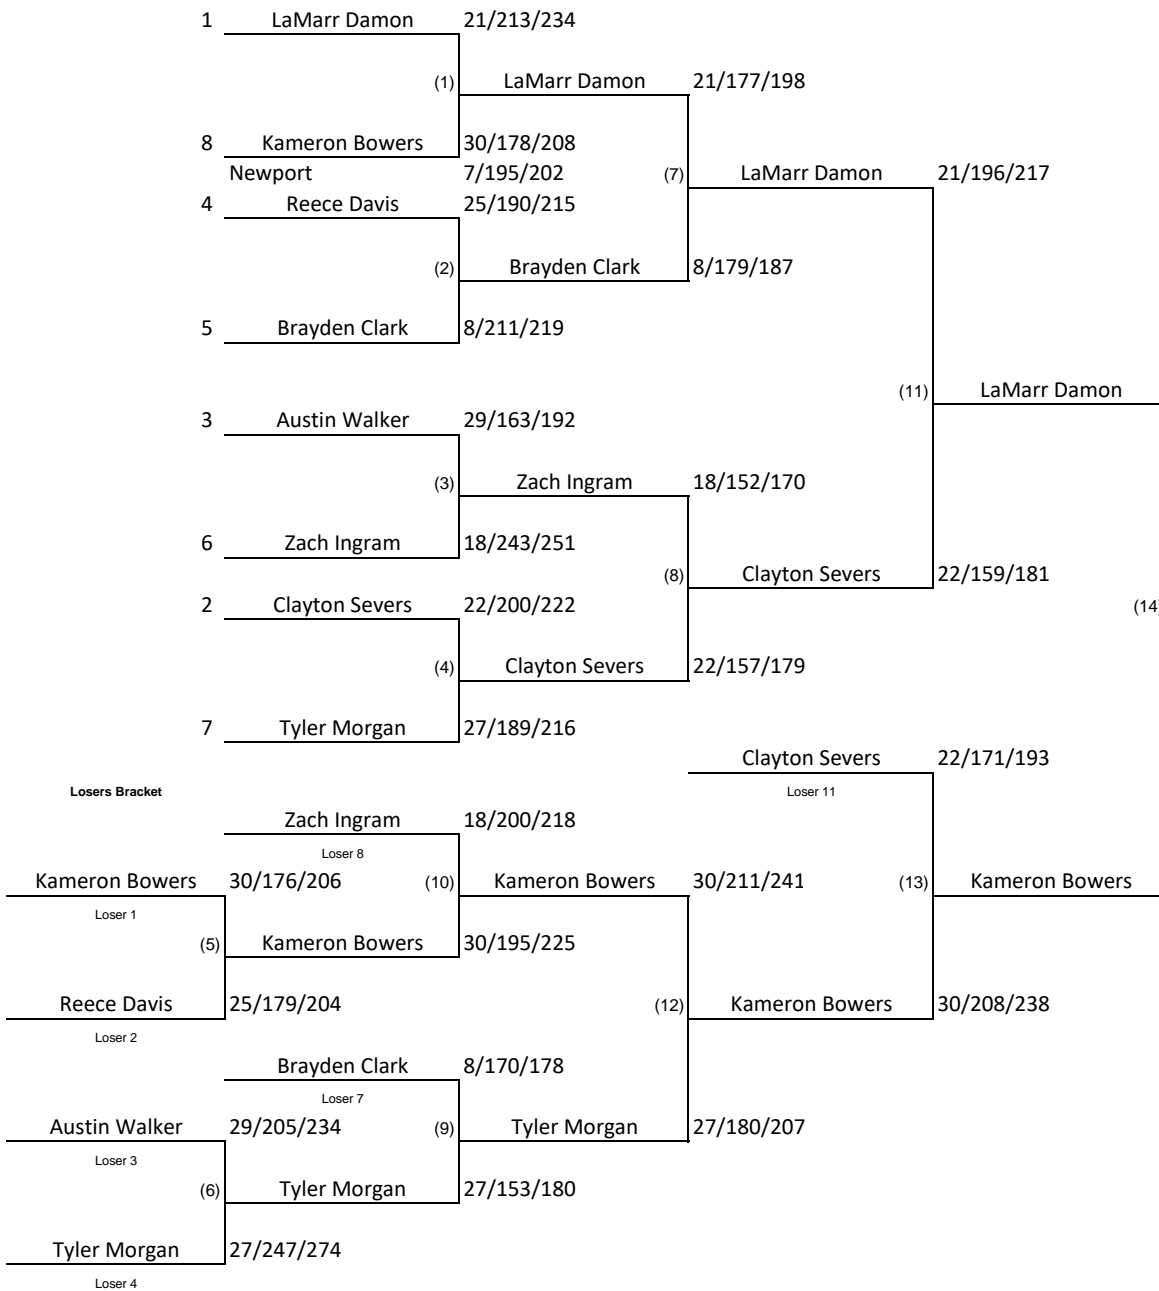 1 LaMarr Damon 21/213/234
(1) LaMarr Damon 21/177/198
8 Kameron Bowers 30/178/208
Newport 7/195/202 (7) LaMarr Damon 21/196/217
4 Reece Davis 25/190/215
(2) Brayden Clark 8/179/187
5 Brayden Clark 8/211/219
(11) LaMarr Damon
3 Austin Walker 29/163/192
(3) Zach Ingram 18/152/170
6 Zach Ingram 18/243/251
(8) Clayton Severs 22/159/181
2 Clayton Severs 22/200/222 (14)
(4) Clayton Severs 22/157/179
7 Tyler Morgan 27/189/216
Clayton Severs 22/171/193
Losers Bracket Loser 11
Zach Ingram 18/200/218
Loser 8
Kameron Bowers 30/176/206 (10) Kameron Bowers 30/211/241 (13) Kameron Bowers
Loser 1
(5) Kameron Bowers 30/195/225
Reece Davis 25/179/204 (12) Kameron Bowers 30/208/238
Loser 2
Brayden Clark 8/170/178
Loser 7
Austin Walker 29/205/234 (9) Tyler Morgan 27/180/207
Loser 3
(6) Tyler Morgan 27/153/180
Tyler Morgan 27/247/274
Loser 4